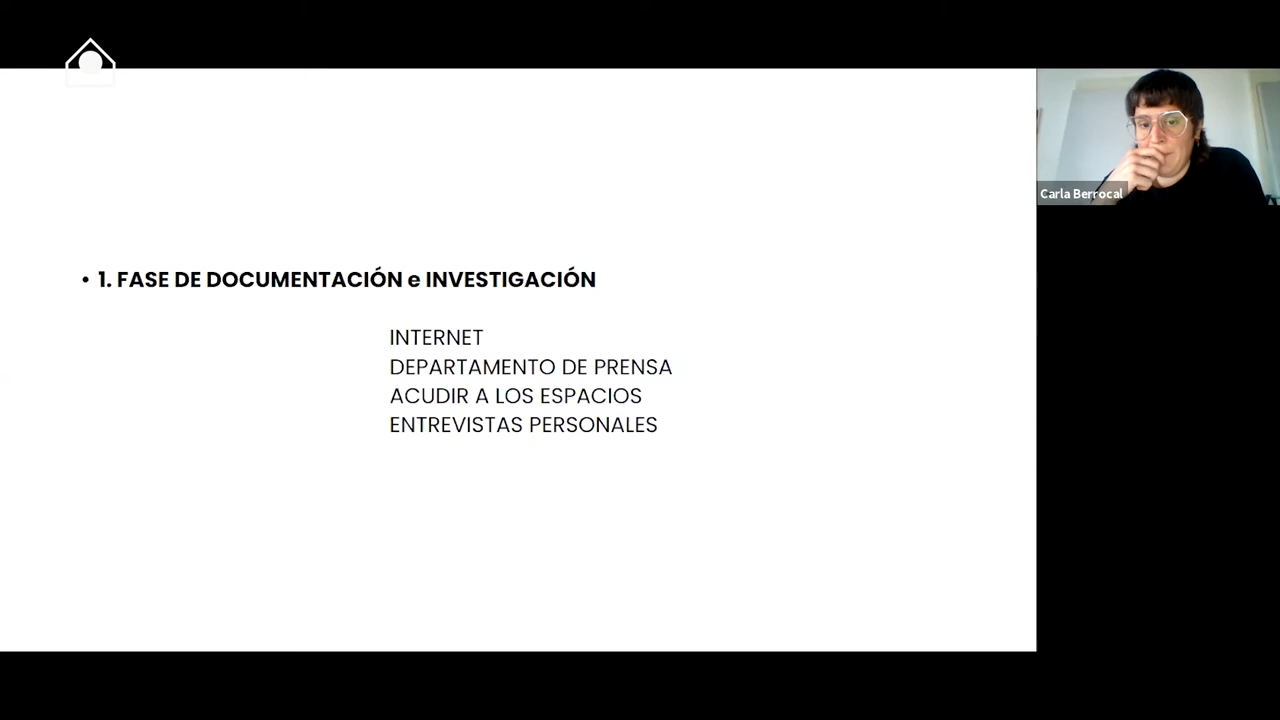 • 1. FASE DE DOCUMENTACIÓN e INVESTIGACIÓN
INTERNET
DEPARTAMENTO DE PRENSA
ACUDIR A LOS ESPACIOS
ENTREVISTAS PERSONALES
Carla Berrocal